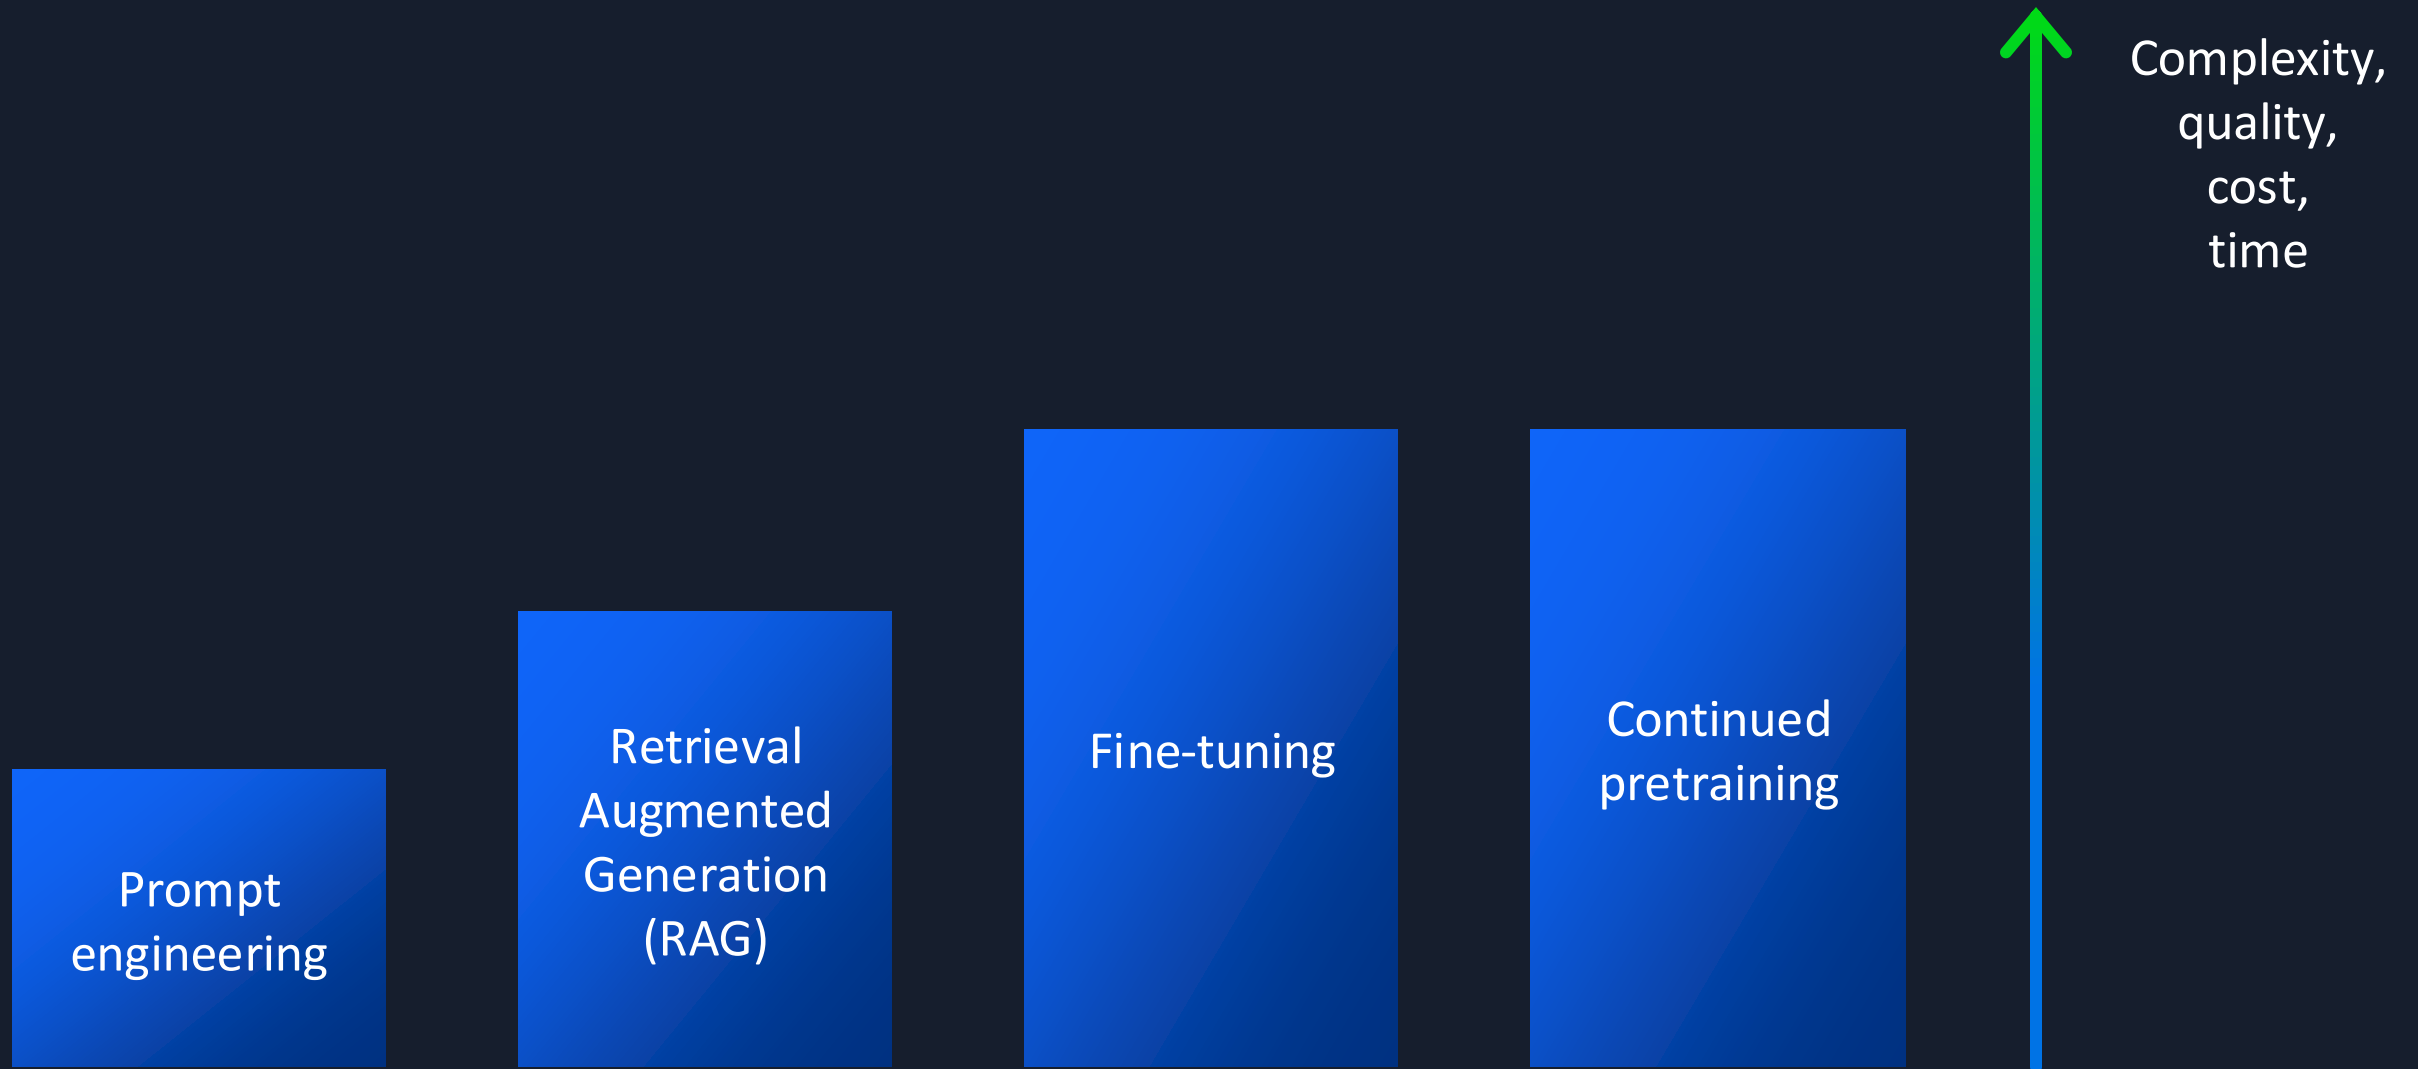 Complexity,
quality,
cost,
time
Prompt
engineering
Retrieval
Augmented
Generation
(RAG)
Fine-tuning
Continued
pretraining